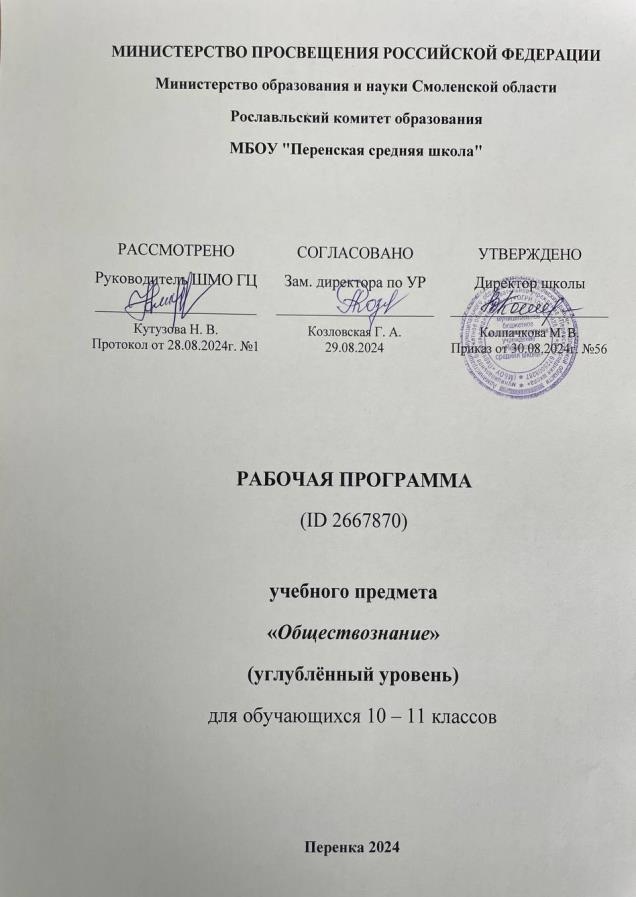 МИНИСТЕРСТВО ПРОСВЕЩЕНИЯ РОССИЙСКОЙ ФЕДЕРАЦИИ
Министерство образования и науки Смоленской области
Рославльский комитет образования
МБОУ "Перенская средняя школа"
РАССМОТРЕНО
Руководитель ШМО ГЦ
Кутузова Н. В.
Протокол от 28.08.2024г. №1
СОГЛАСОВАНО
Зам. директора по УР
Козловская Г. А.
29.08.2024
УТВЕРЖДЕНО
Директор школы
Колпачкова М. В.
Приказ от 30.08.2024г. №56
РАБОЧАЯ ПРОГРАММА
(ID 2667870)
учебного предмета
«Обществознание»
(углублённый уровень)
для обучающихся 10 – 11 классов
Перенка 2024